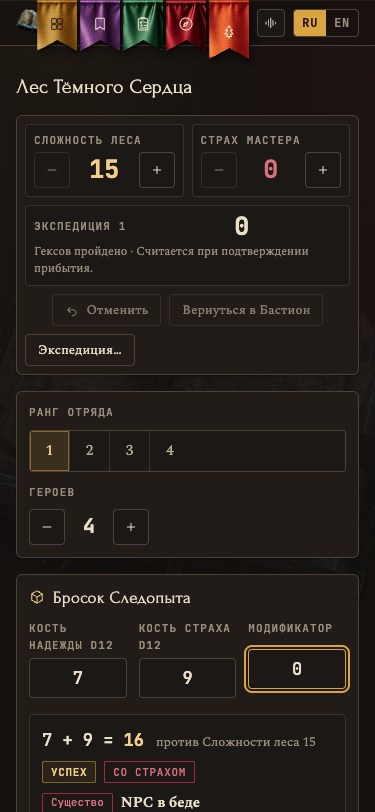 RU EN
Лес Тёмного Сердца
СЛОЖНОСТЬ ЛЕСА СТРАХ МАСТЕРА
− 15 + − 0 +
ЭКСПЕДИЦИЯ 1 0
Гексов пройдено · Считается при подтверждении
прибытия.
Отменить Вернуться в Бастион
Экспедиция…
РАНГ ОТРЯДА
1 2 3 4
ГЕРОЕВ
− 4 +
Бросок Следопыта
КОСТЬ КОСТЬ СТРАХА МОДИФИКАТОР
НАДЕЖДЫ D12 D12
7 9 0
7 + 9 = 16 против Сложности леса 15
УСПЕХ СО СТРАХОМ
Существо NPC в беде